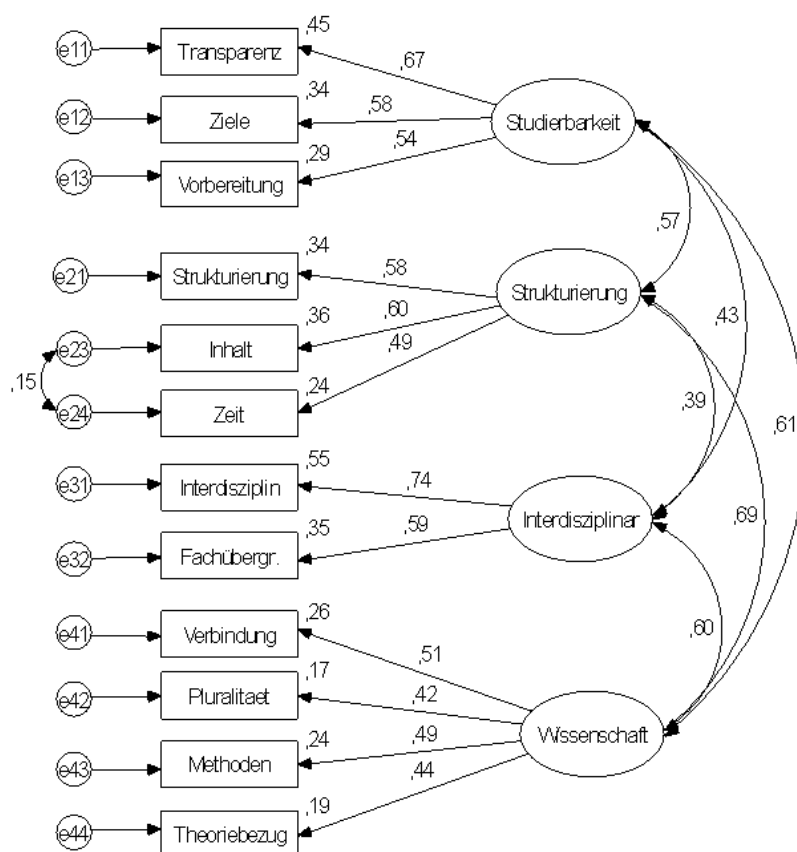 ,45
e11 Transparenz
,67
,34
e12 Ziele
,58
Studierbarkeit
,54
,29
e13 Vorbereitung
,57
,34
e21 Strukturierung
,58
Strukturierung
,36
,60
,43
e23 Inhalt
,49
,15
,24
e24 Zeit
,39
,61
,55
e31 Interdisziplin
,74
,69
Interdisziplinar
,35
,59
e32 Fachübergr.
,26
e41 Verbindung
,60
,51
,17
e42 Pluralitaet
,42
Wissenschaft
,49
,24
e43 Methoden
,44
,19
e44 Theoriebezug